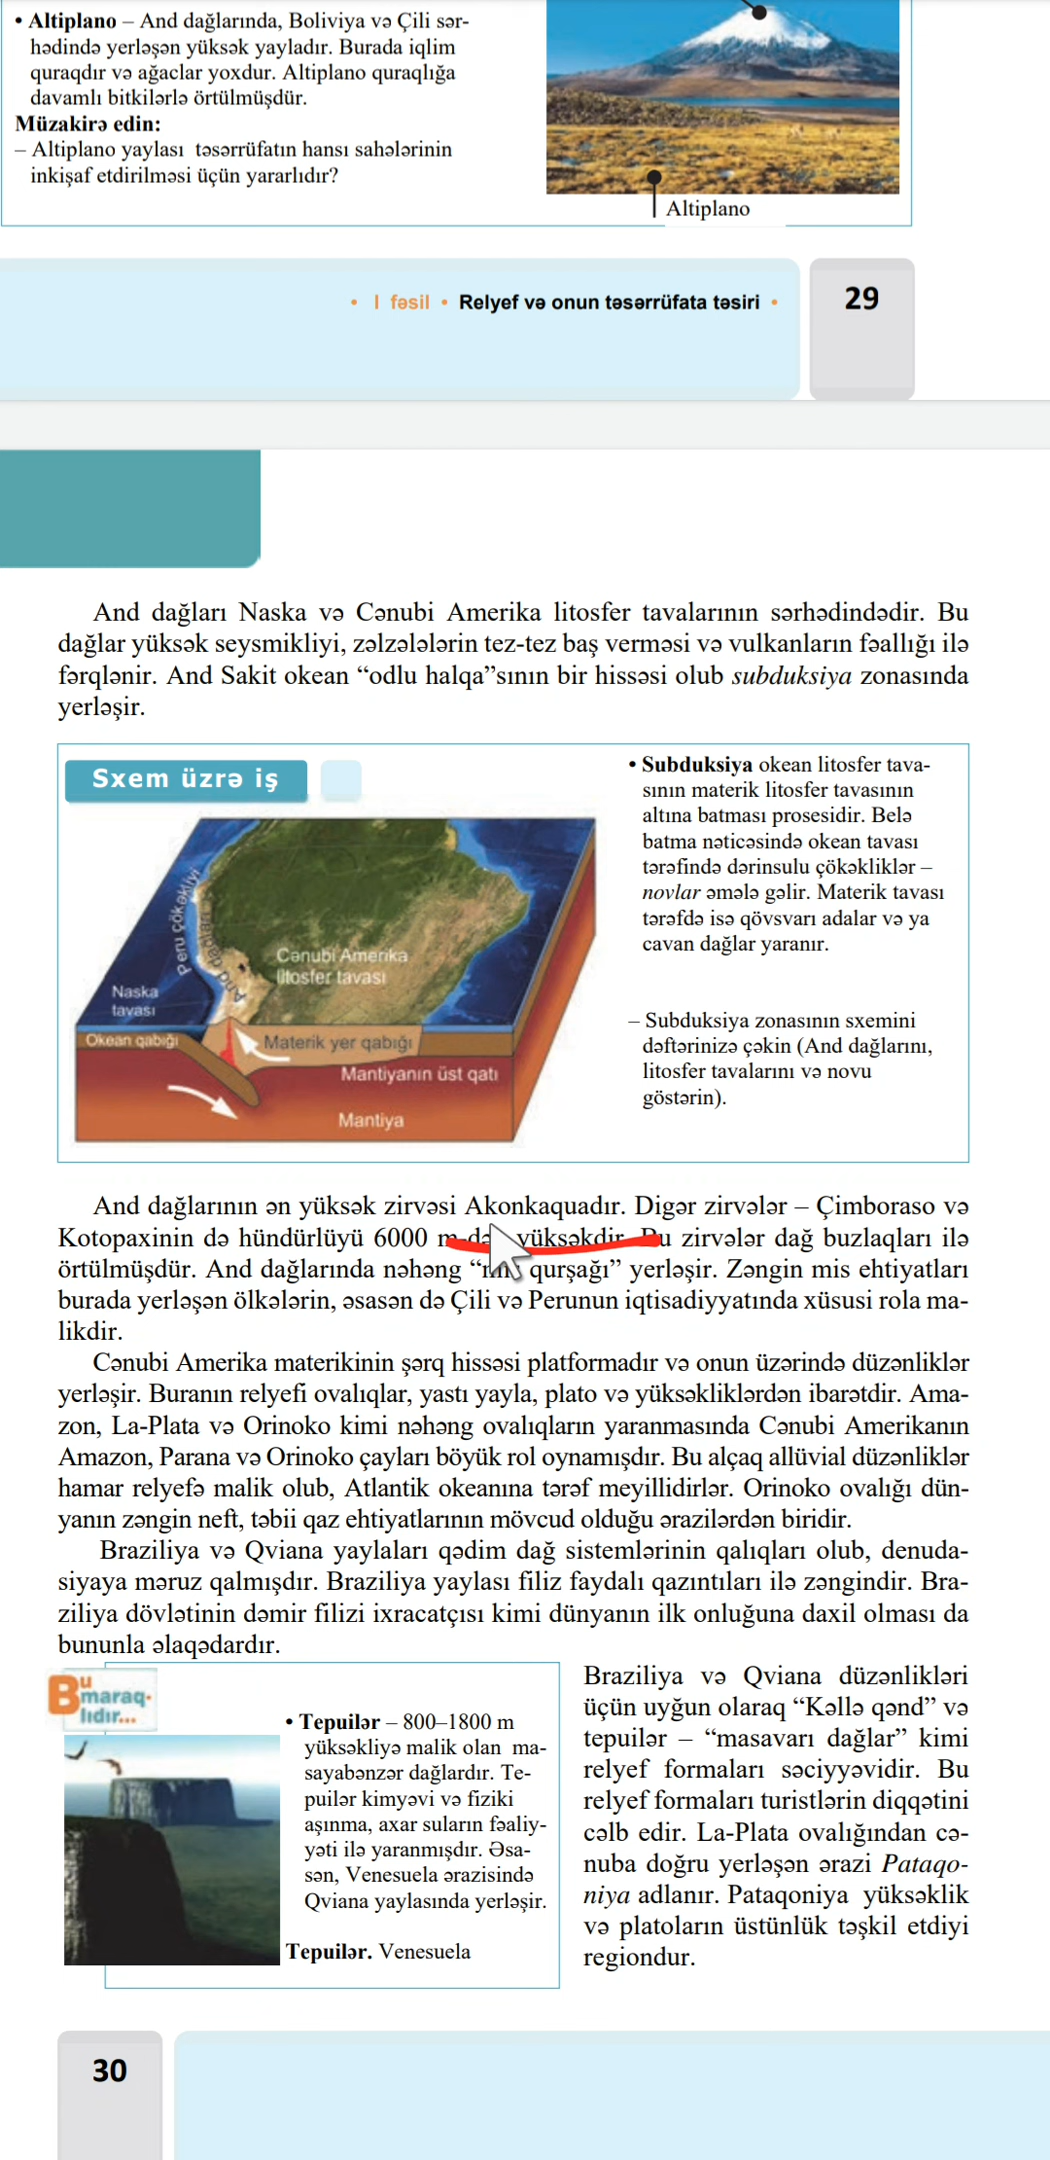 • Altiplano – And dağlarında, Boliviya və Çili sər-
hədində yerləşən yüksək yayladır. Burada iqlim
quraqdır və ağaclar yoxdur. Altiplano quraqlığa
davamlı bitkilərlə örtülmüşdür.
Müzakirə edin:
– Altiplano yaylası təsərrüfatın hansı sahələrinin
inkişaf etdirilməsi üçün yararlıdır?
Altiplano
• I fəsil • Relyef və onun təsərrüfata təsiri •
29
And dağları Naska və Cənubi Amerika litosfer tavalarının sərhədindədir. Bu
dağlar yüksək seysmikliyi, zəlzələlərin tez-tez baş verməsi və vulkanların fəallığı ilə
fərqlənir. And Sakit okean “odlu halqa”sının bir hissəsi olub subduksiya zonasında
yerləşir.
Sxem üzrə iş
Peru çökəkliyi
And dağları
Cənubi Amerika
litosfer tavası
Naska
tavası
Okean qabığı
Materik yer qabığı
Mantiyanın üst qatı
Mantiya
• Subduksiya okean litosfer tava-
sının materik litosfer tavasının
altına batması prosesidir. Belə
batma nəticəsində okean tavası
tərəfində dərinsulu çökəkliklər –
novlar əmələ gəlir. Materik tavası
tərəfdə isə qövsvarı adalar və ya
cavan dağlar yaranır.
– Subduksiya zonasının sxemini
dəftərinizə çəkin (And dağlarını,
litosfer tavalarını və novu
göstərin).
And dağlarının ən yüksək zirvəsi Akonkaquadır. Digər zirvələr – Çimboraso və
Kotopaxinin də hündürlüyü 6000 yüksəkdir. Bu zirvələr dağ buzlaqları ilə
örtülmüşdür. And dağlarında nəhəng “mis qurşağı” yerləşir. Zəngin mis ehtiyatları
burada yerləşən ölkələrin, əsasən də Çili və Perunun iqtisadiyyatında xüsusi rola ma-
likdir.
Cənubi Amerika materikinin şərq hissəsi platformadır və onun üzərində düzənliklər
yerləşir. Buranın relyefi ovalıqlar, yastı yayla, plato və yüksəkliklərdən ibarətdir. Ama-
zon, La-Plata və Orinoko kimi nəhəng ovalıqların yaranmasında Cənubi Amerikanın
Amazon, Parana və Orinoko çayları böyük rol oynamışdır. Bu alçaq allüvial düzənliklər
hamar relyefə malik olub, Atlantik okeanına tərəf meyillidirlər. Orinoko ovalığı dün-
yanın zəngin neft, təbii qaz ehtiyatlarının mövcud olduğu ərazilərdən biridir.
Braziliya və Qviana yaylaları qədim dağ sistemlərinin qalıqları olub, denuda-
siyaya məruz qalmışdır. Braziliya yaylası filiz faydalı qazıntıları ilə zəngindir. Bra-
ziliya dövlətinin dəmir filizi ixracatçısı kimi dünyanın ilk onluğuna daxil olması da
bununla əlaqədardır.
Bu
maraq-
lıdır...
• Tepuilər – 800–1800 m
yüksəkliyə malik olan ma-
sayabənzər dağlardır. Te-
puilər kimyəvi və fiziki
aşınma, axar suların fəaliy-
yəti ilə yaranmışdır. Əsa-
sən, Venesuela ərazisində
Qviana yaylasında yerləşir.
Tepuilər. Venesuela
Braziliya və Qviana düzənlikləri
üçün uyğun olaraq “Kəllə qənd” və
tepuilər – “masavarı dağlar” kimi
relyef formaları səciyyəvidir. Bu
relyef formaları turistlərin diqqətini
cəlb edir. La-Plata ovalığından cə-
nuba doğru yerləşən ərazi Pataqo-
niya adlanır. Pataqoniya yüksəklik
və platoların üstünlük təşkil etdiyi
regiondur.
30